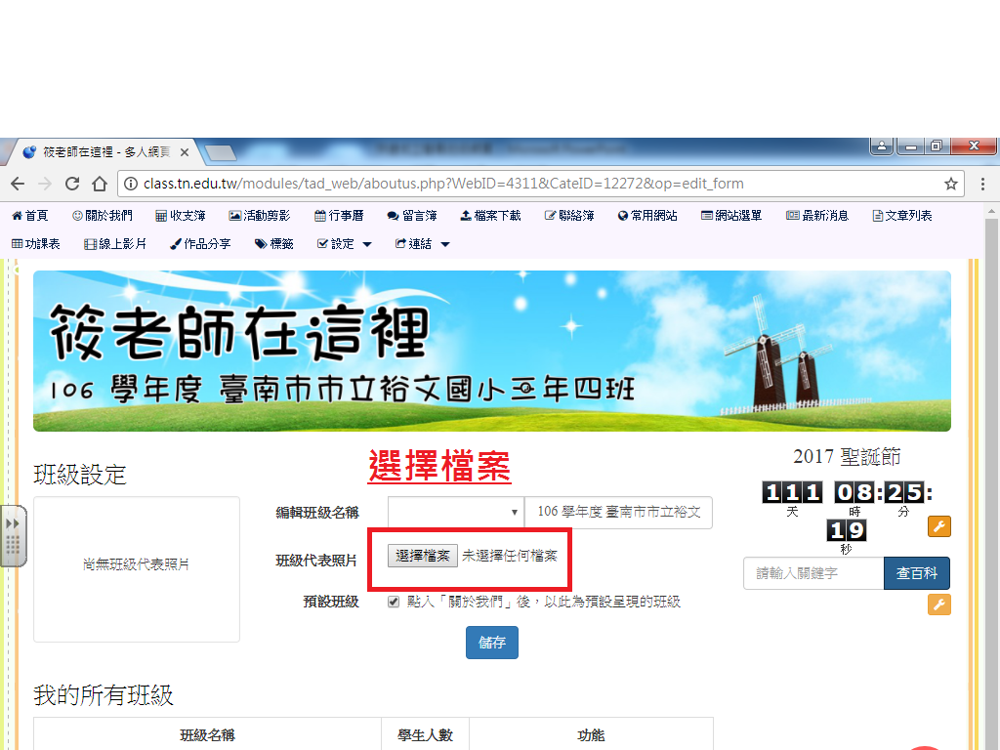 筱老師在這裡 - 多人網頁
class.tn.edu.tw/modules/tad_web/aboutus.php?WebID=4311&CateID=12272&op=edit_form
首頁 關於我們 收支簿 活動剪影 行事曆 留言簿 檔案下載 聯絡簿 常用網站 網站選單 最新消息 文章列表
功課表 線上影片 作品分享 標籤 設定 連結
筱老師在這裡
106 學年度 臺南市市立裕文國小三年四班
選擇檔案
2017 聖誕節
班級設定
111 08:25:
天 時 分
19
秒
編輯班級名稱 106 學年度 臺南市市立裕文
尚無班級代表照片
班級代表照片 選擇檔案 未選擇任何檔案
請輸入關鍵字 查百科
預設班級 點入「關於我們」後，以此為預設呈現的班級
儲存
我的所有班級
班級名稱 學生人數 功能